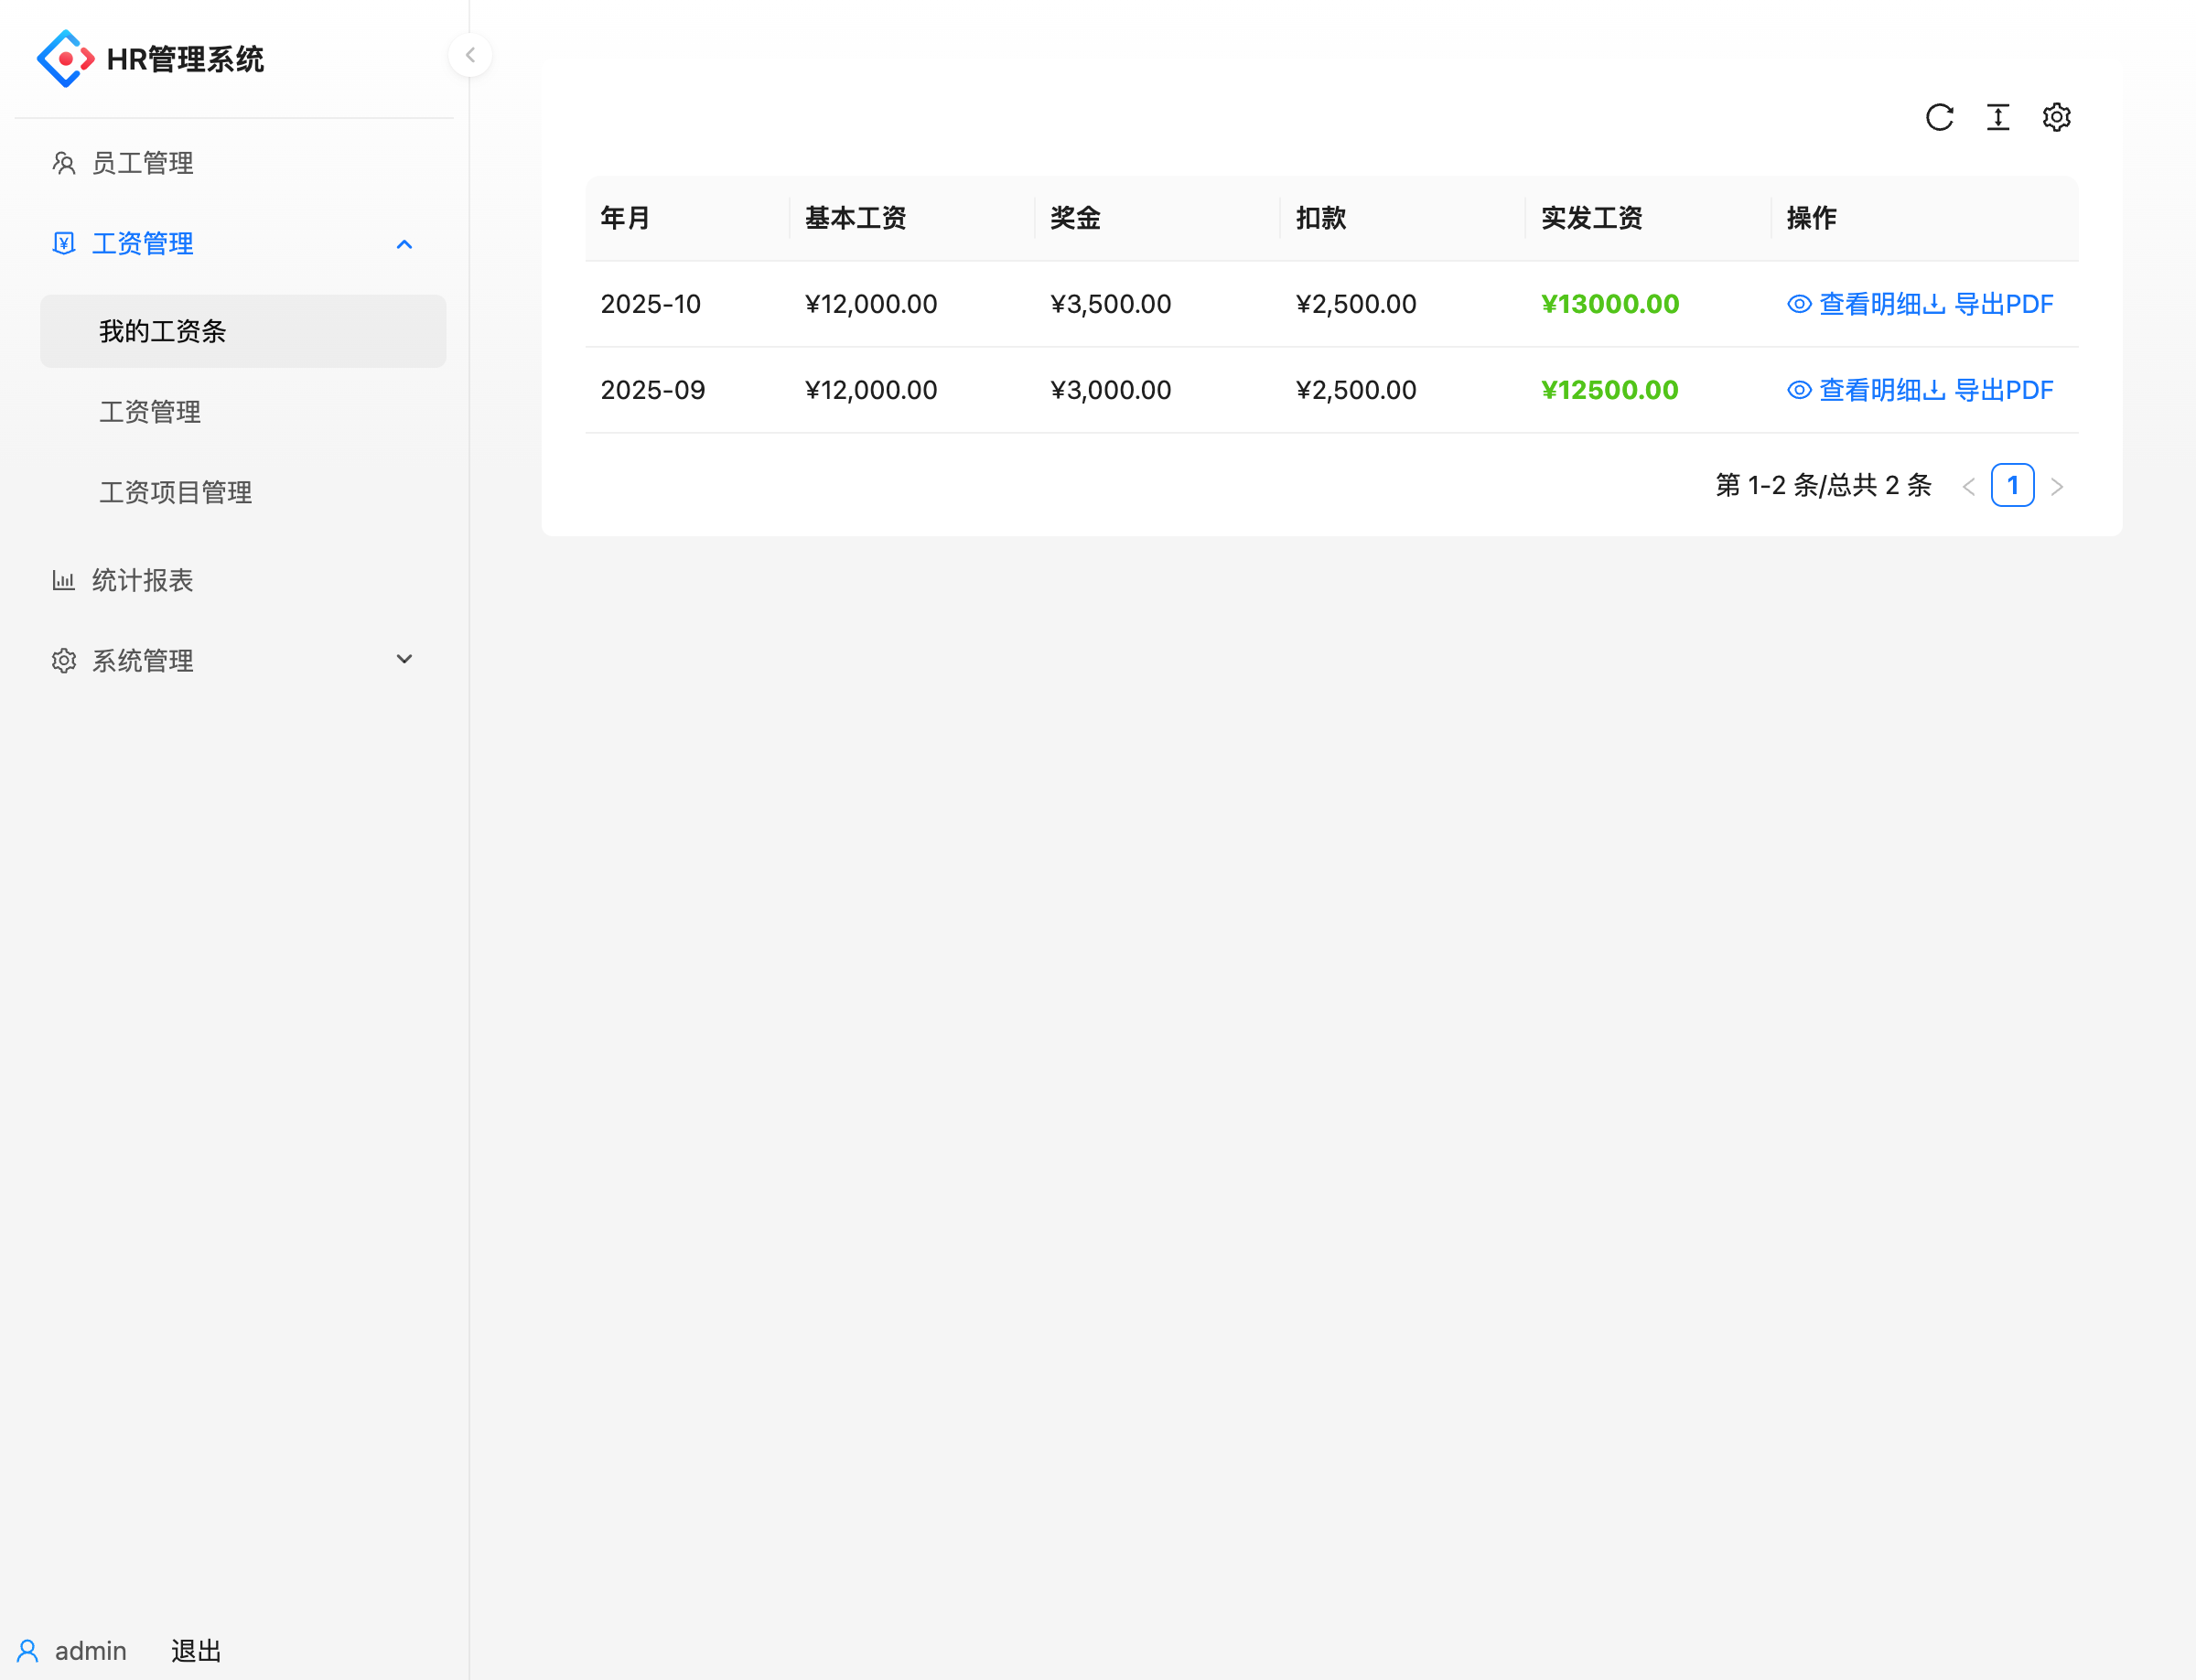 HR管理系统
员工管理
工资管理
我的工资条
工资管理
工资项目管理
统计报表
系统管理
admin 退出
年月 基本工资 奖金 扣款 实发工资 操作
2025-10 ¥12,000.00 ¥3,500.00 ¥2,500.00 ¥13000.00 查看明细 导出PDF
2025-09 ¥12,000.00 ¥3,000.00 ¥2,500.00 ¥12500.00 查看明细 导出PDF
第 1-2 条/总共 2 条 < 1 >